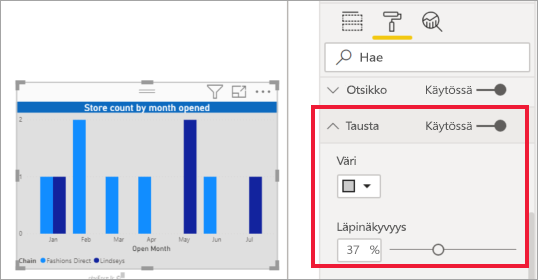 Store count by month opened
2
1
0
Jan Feb Mar Apr May Jun Jul
Open Month
Chain Fashions Direct Lindseys
Hae
Otsikko Käytössä
Tausta Käytössä
Väri
Läpinäkyvyys
37 %